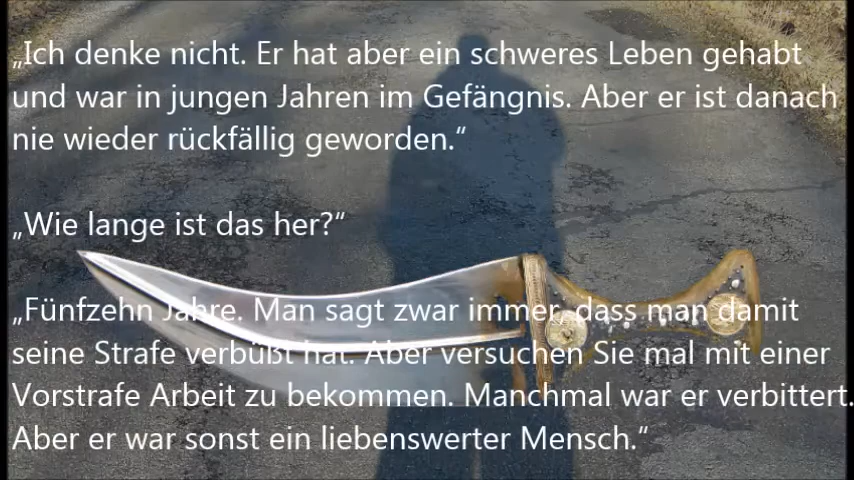 „Ich denke nicht. Er hat aber ein schweres Leben gehabt
und war in jungen Jahren im Gefängnis. Aber er ist danach
nie wieder rückfällig geworden.“
„Wie lange ist das her?“
„Fünfzehn Jahre. Man sagt zwar immer, dass man damit
seine Strafe verbüßt hat. Aber versuchen Sie mal mit einer
Vorstrafe Arbeit zu bekommen. Manchmal war er verbittert.
Aber er war sonst ein liebenswerter Mensch.“